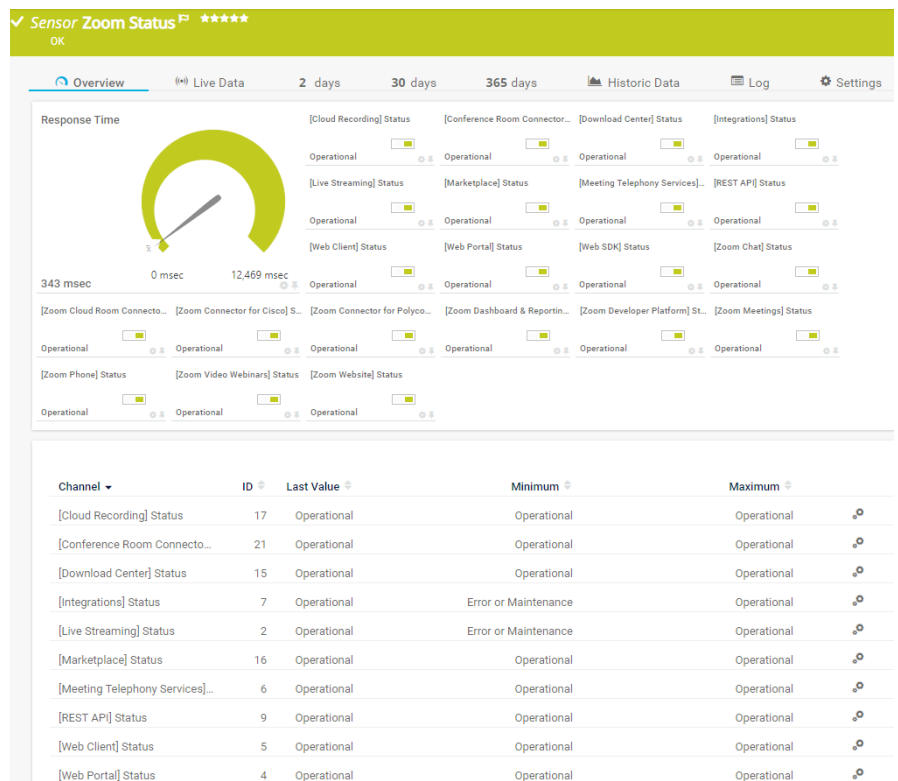 Sensor Zoom Status
OK
Overview Live Data 2 days 30 days 365 days Historic Data Log Settings
Response Time
343 msec
0 msec 12,469 msec
[Cloud Recording] Status [Conference Room Connector... [Download Center] Status [Integrations] Status
Operational Operational Operational Operational
[Live Streaming] Status [Marketplace] Status [Meeting Telephony Services]... [REST API] Status
Operational Operational Operational Operational
[Web Client] Status [Web Portal] Status [Web SDK] Status [Zoom Chat] Status
Operational Operational Operational Operational
[Zoom Cloud Room Connecto... [Zoom Connector for Cisco] S... [Zoom Connector for Polyco... [Zoom Dashboard & Reportin... [Zoom Developer Platform] St... [Zoom Meetings] Status
Operational Operational Operational Operational Operational Operational
[Zoom Phone] Status [Zoom Video Webinars] Status [Zoom Website] Status
Operational Operational Operational
Channel ID Last Value Minimum Maximum
[Cloud Recording] Status 17 Operational Operational Operational
[Conference Room Connecto... 21 Operational Operational Operational
[Download Center] Status 15 Operational Operational Operational
[Integrations] Status 7 Operational Error or Maintenance Operational
[Live Streaming] Status 2 Operational Error or Maintenance Operational
[Marketplace] Status 16 Operational Operational Operational
[Meeting Telephony Services]... 6 Operational Operational Operational
[REST API] Status 9 Operational Operational Operational
[Web Client] Status 5 Operational Operational Operational
[Web Portal] Status 4 Operational Operational Operational